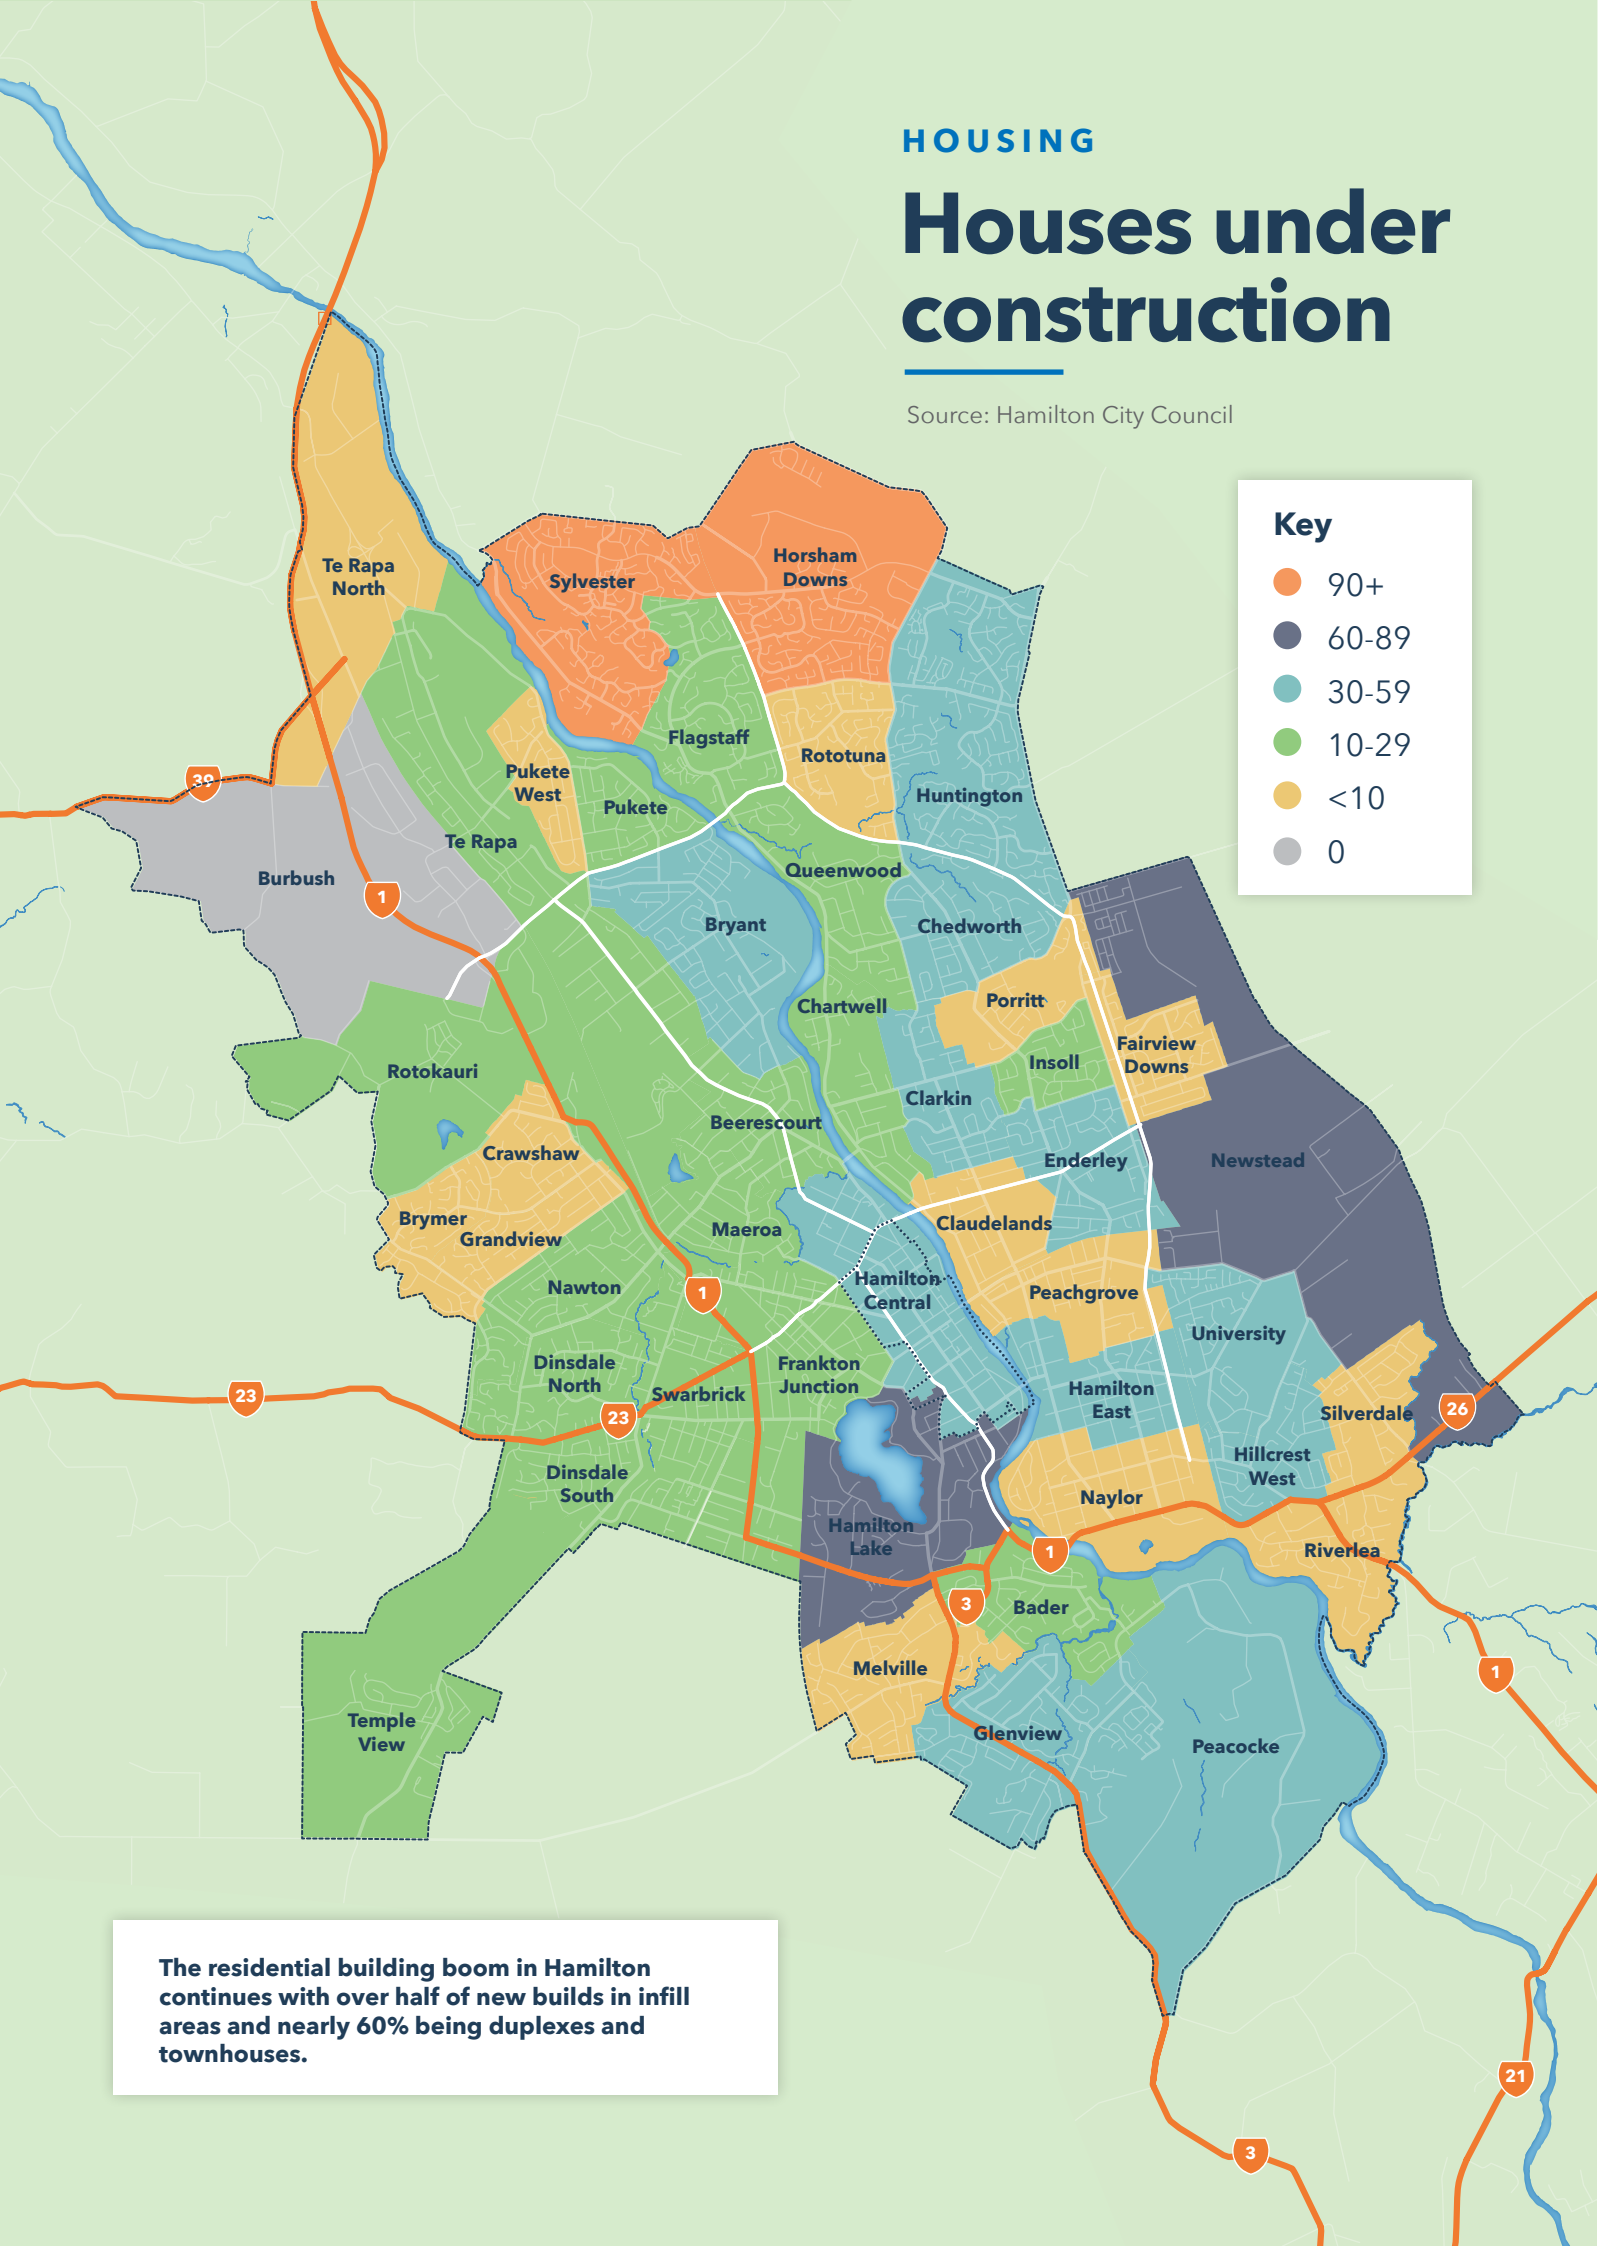 HOUSING
Houses under
construction
Source: Hamilton City Council
Key
90+
60-89
30-59
10-29
<10
0
Te Rapa
North
Sylvester
Horsham
Downs
Flagstaff
Rototuna
Pukete
West
Pukete
Huntington
39
Te Rapa
Burbush
1
Queenwood
Bryant
Chedworth
Chartwell
Porritt
Fairview
Downs
Insoll
Rotokauri
Clarkin
Beerescourt
Crawshaw
Enderley
Newstead
Brymer
Grandview
Maeroa
Claudelands
Nawton
1
Hamilton
Central
Peachgrove
University
Dinsdale
North
Swarbrick
Frankton
Junction
23
23
Hamilton
East
Silverdale
26
Dinsdale
South
Hillcrest
West
Naylor
Hamilton
Lake
1
Riverlea
3
Bader
Melville
1
Temple
View
Glenview
Peacocke
The residential building boom in Hamilton
continues with over half of new builds in infill
areas and nearly 60% being duplexes and
townhouses.
21
3